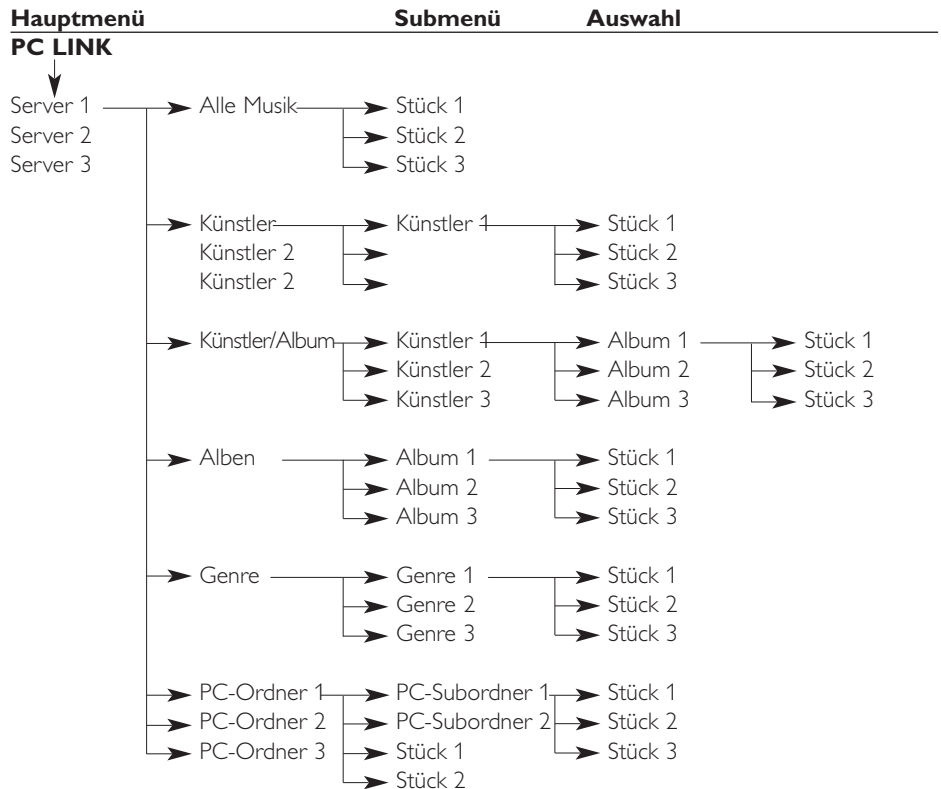 Hauptmenü Submenü Auswahl
PC LINK
Server 1 Alle Musik Stück 1
Server 2 Stück 2
Server 3 Stück 3
Künstler Künstler 1 Stück 1
Künstler 2 Stück 2
Künstler 2 Stück 3
Künstler/Album Künstler 1 Album 1 Stück 1
Künstler 2 Album 2 Stück 2
Künstler 3 Album 3 Stück 3
Alben Album 1 Stück 1
Album 2 Stück 2
Album 3 Stück 3
Genre Genre 1 Stück 1
Genre 2 Stück 2
Genre 3 Stück 3
PC-Ordner 1 PC-Subordner 1 Stück 1
PC-Ordner 2 PC-Subordner 2 Stück 2
PC-Ordner 3 Stück 1 Stück 3
Stück 2